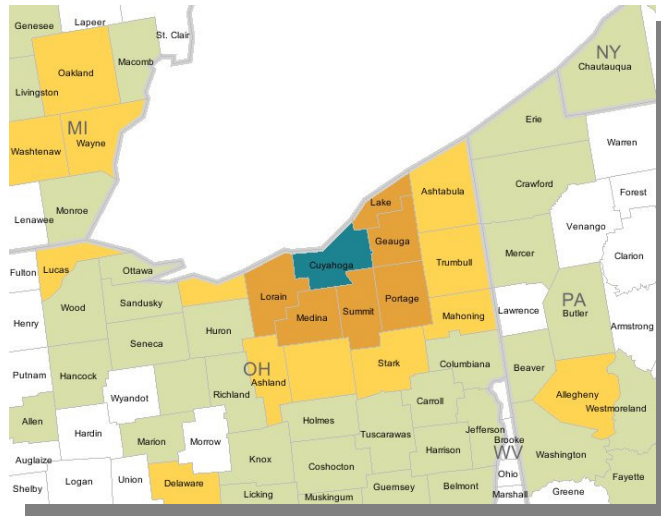 Genesee
Lapeer
St. Clair
NY
Macomb
Chautauqua
Oakland
Livingston
Erie
MI
Wayne
Warren
Washtenaw
Crawford
Ashtabula
Forest
Lake
Monroe
Lenawee
Venango
Geauga
Mercer
Clarion
Trumbull
Cuyahoga
Lucas
Ottawa
Fulton
Lorain
Portage
PA
Wood
Sandusky
Summit
Lawrence
Butler
Medina
Mahoning
Henry
Huron
Armstrong
Seneca
Stark
Columbiana
Beaver
OH
Putnam
Hancock
Ashland
Allegheny
Richland
Wyandot
Carroll
Westmoreland
Allen
Holmes
Jefferson
Hardin
Tuscarawas
Marion
Morrow
Brooke
Harrison
WV
Washington
Auglaize
Knox
Coshocton
Ohio
Logan
Union
Delaware
Guernsey
Belmont
Fayette
Shelby
Licking
Muskingum
Marshall
Greene